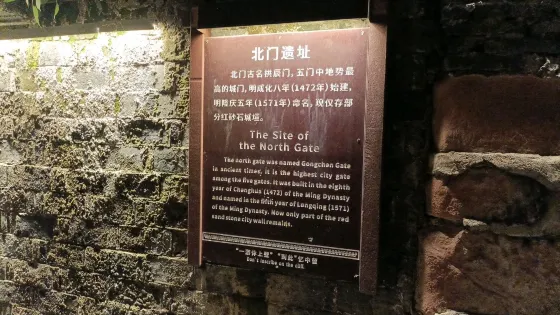 北门遗址
北门古名拱辰门，五门中地势最
高的城门，明成化八年（1472年）始建，
明隆庆五年（1571年）命名，现仅存部
分红砂石城垣。
The Site of
the North Gate
The north gate was named Gongchen Gate
in ancient times, it is the highest city gate
among the five gates. It was built in the eighth
year of Chenghua (1472) of the Ming Dynasty
and named in the fifth year of Longqing (1571)
of the Ming Dynasty. Now only part of the red
sand stone city wall remains.
Don't inscribe on the cliff.